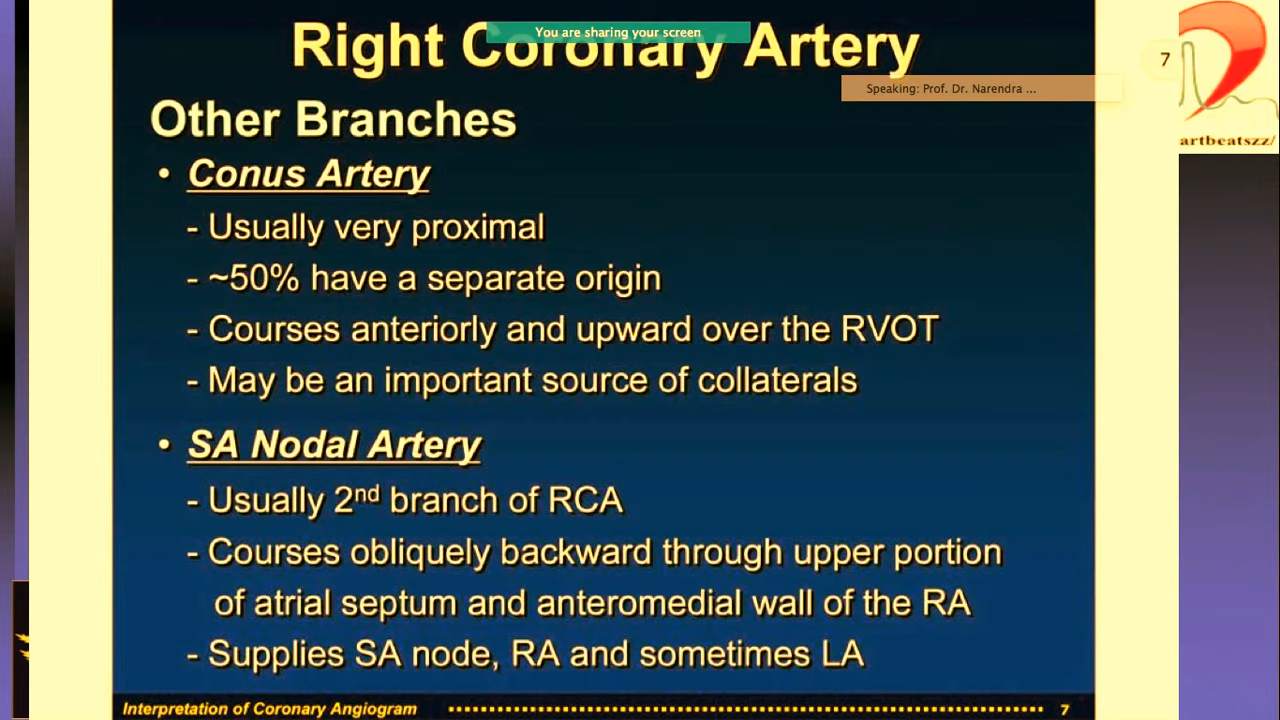 You are sharing your screen
Right Coronary Artery
7
Speaking: Prof. Dr. Narendra ...
artbeatszz/
Other Branches
• Conus Artery
- Usually very proximal
- ~50% have a separate origin
- Courses anteriorly and upward over the RVOT
- May be an important source of collaterals
• SA Nodal Artery
- Usually 2nd branch of RCA
- Courses obliquely backward through upper portion
of atrial septum and anteromedial wall of the RA
- Supplies SA node, RA and sometimes LA
Interpretation of Coronary Angiogram 7